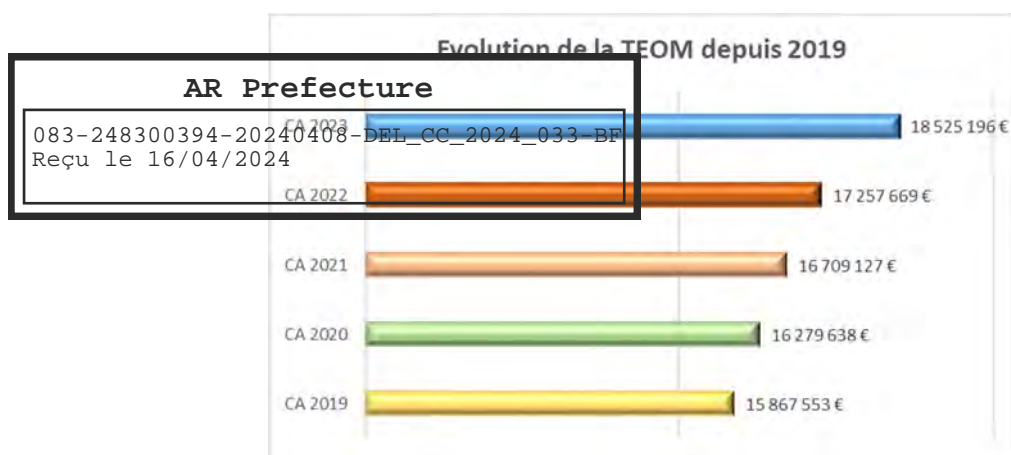 Evolution de la TEOM depuis 2019
AR Prefecture
083-248300394-20240408-DEL_CC_2024_033-BF
Reçu le 16/04/2024
CA 2023
18 525 196 €
CA 2022
17 257 669 €
CA 2021
16 709 127 €
CA 2020
16 279 638 €
CA 2019
15 867 553 €